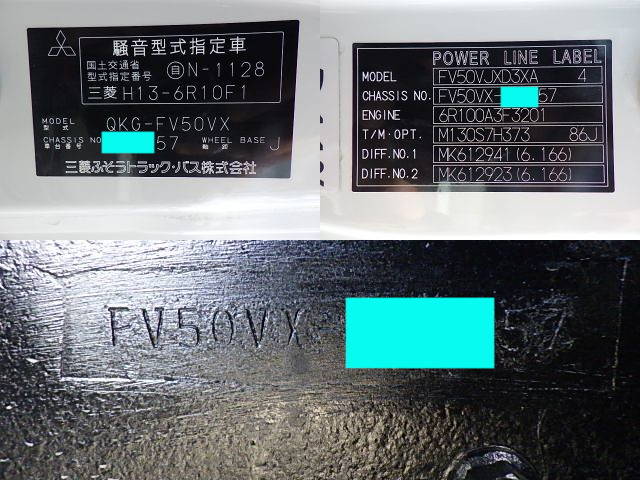 騒音型式指定車
国土交通省
型式指定番号 自N-1128
三菱 H13-6R10F1
MODEL 型式 QKG-FV50VX
CHASSIS NO. 車台番号 57 WHEEL BASE 軸距 J
三菱ふそうトラック・バス株式会社
POWER LINE LABEL
MODEL FV50VJXD3XA 4
CHASSIS NO. FV50VX- 57
ENGINE 6R100A3F3201
T/M.OPT. M130S7H373 86J
DIFF.NO.1 MK612941(6.166)
DIFF.NO.2 MK612923(6.166)
FV50VX- 57